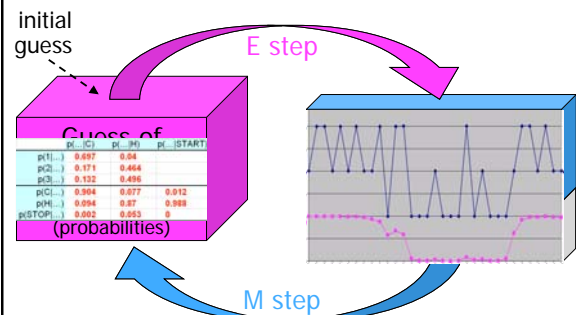 initial
guess
E step
Guess of
p(...|C) p(...|H) p(...|START)
p(1|...) 0.697 0.04
p(2|...) 0.171 0.464
p(3|...) 0.132 0.496
p(C|...) 0.904 0.077 0.012
p(H|...) 0.094 0.87 0.988
p(STOP|...) 0.002 0.053 0
(probabilities)
M step